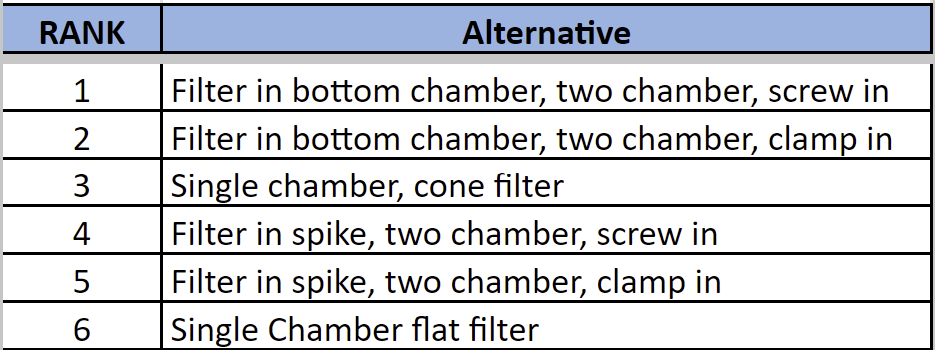 RANK Alternative
1 Filter in bottom chamber, two chamber, screw in
2 Filter in bottom chamber, two chamber, clamp in
3 Single chamber, cone filter
4 Filter in spike, two chamber, screw in
5 Filter in spike, two chamber, clamp in
6 Single Chamber flat filter